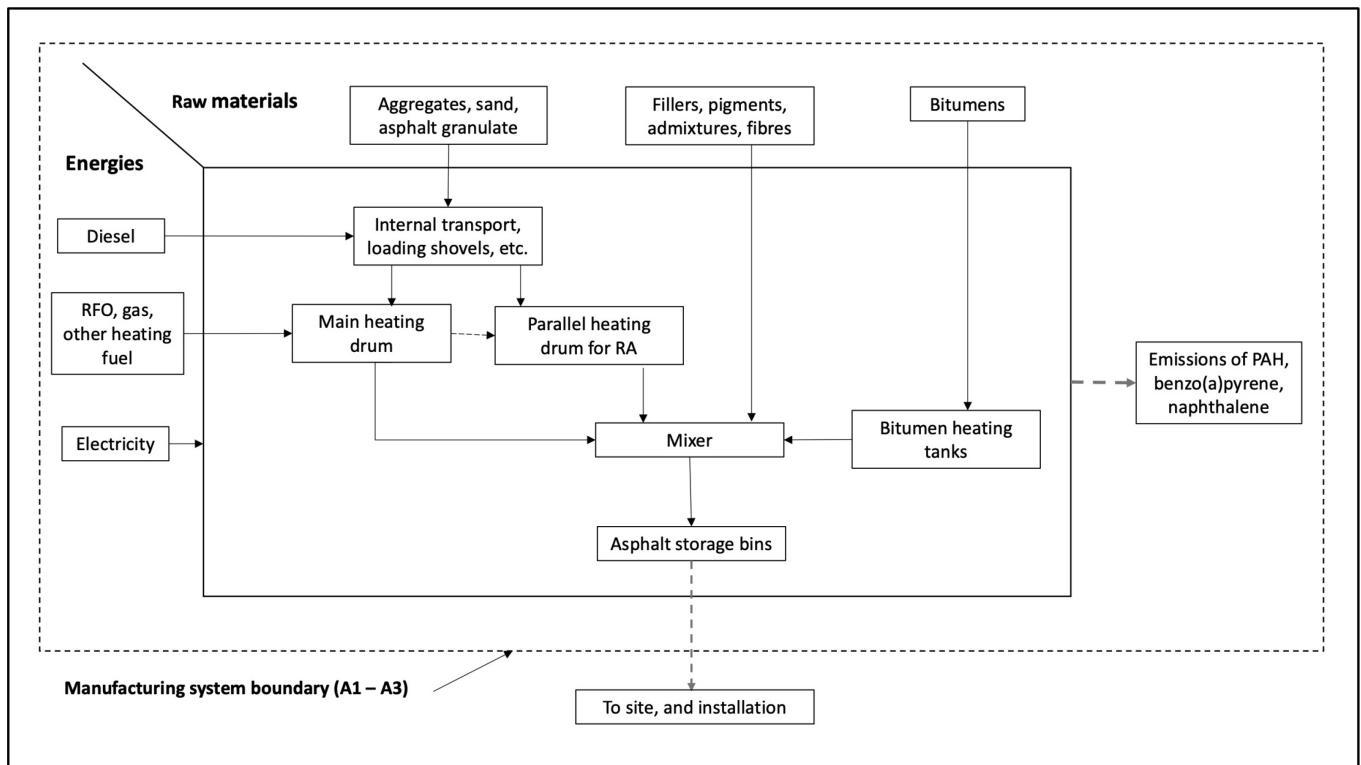 Raw materials
Aggregates, sand,
asphalt granulate
Fillers, pigments,
admixtures, fibres
Bitumens
Energies
Diesel
Internal transport,
loading shovels, etc.
RFO, gas,
other heating
fuel
Main heating
drum
Parallel heating
drum for RA
Emissions of PAH,
benzo(a)pyrene,
naphthalene
Electricity
Mixer
Bitumen heating
tanks
Asphalt storage bins
Manufacturing system boundary (A1 – A3)
To site, and installation